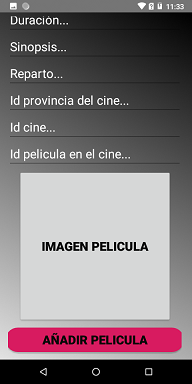 11:33
Duración...
Sinopsis...
Reparto...
Id provincia del cine...
Id cine...
Id pelicula en el cine...
IMAGEN PELICULA
AÑADIR PELICULA